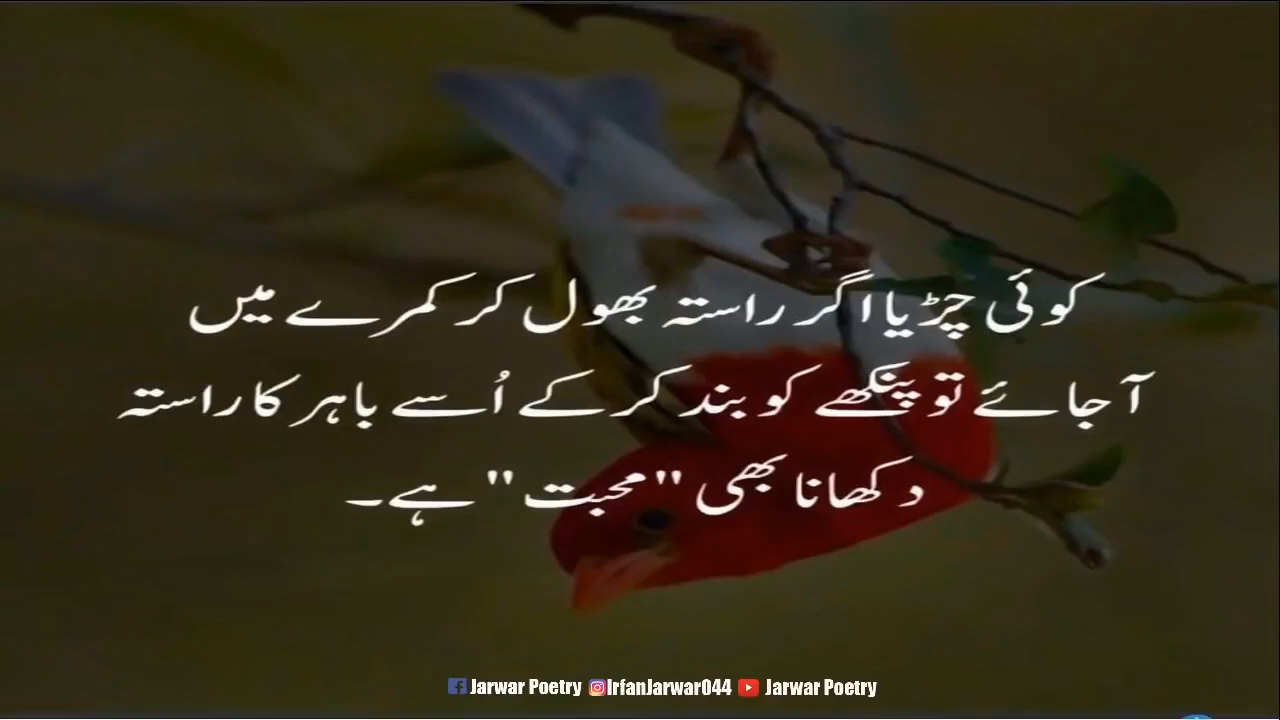 کوئی چڑیا اگر راستہ بھول کر کمرے میں
آ جائے تو پنکھے کو بند کر کے اُسے باہر کا راستہ
دکھانا بھی "محبت" ہے۔
Jarwar Poetry IrfanJarwar044 Jarwar Poetry